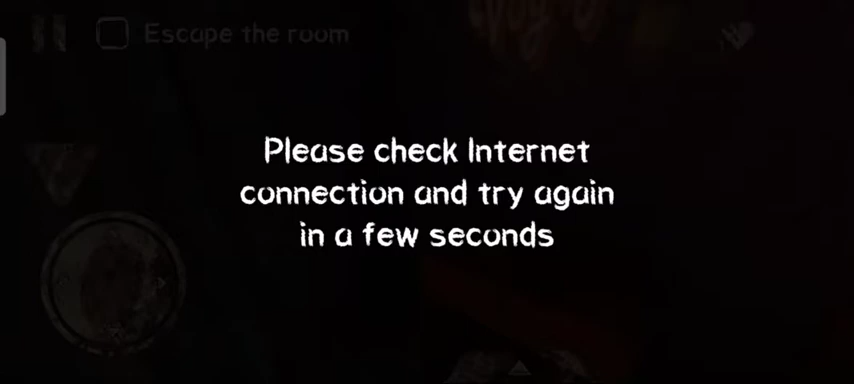 Escape the room
Please check Internet
connection and try again
in a few seconds